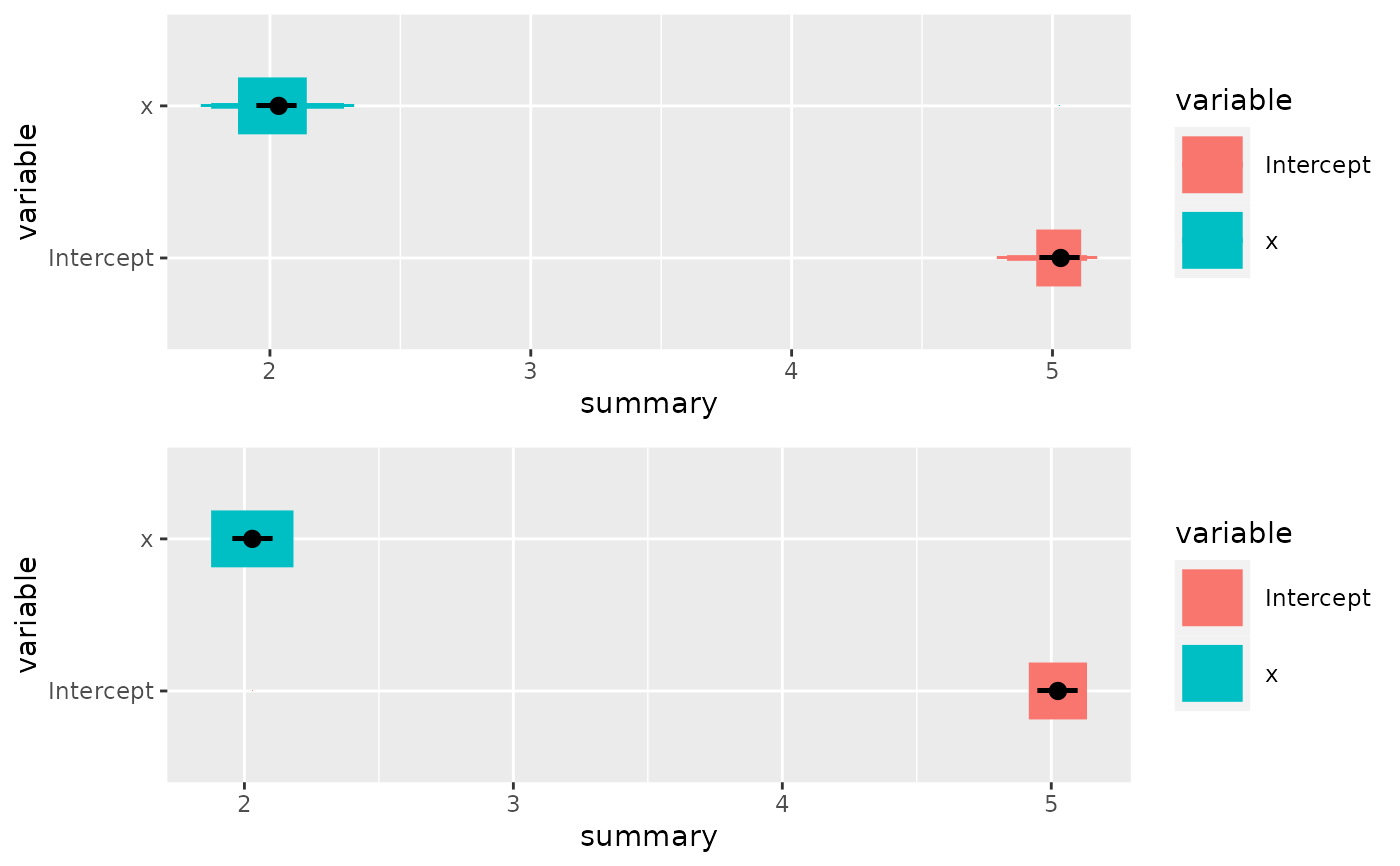 variable
x
Intercept
2 3 4 5
summary
variable
Intercept
x
variable
x
Intercept
2 3 4 5
summary
variable
Intercept
x